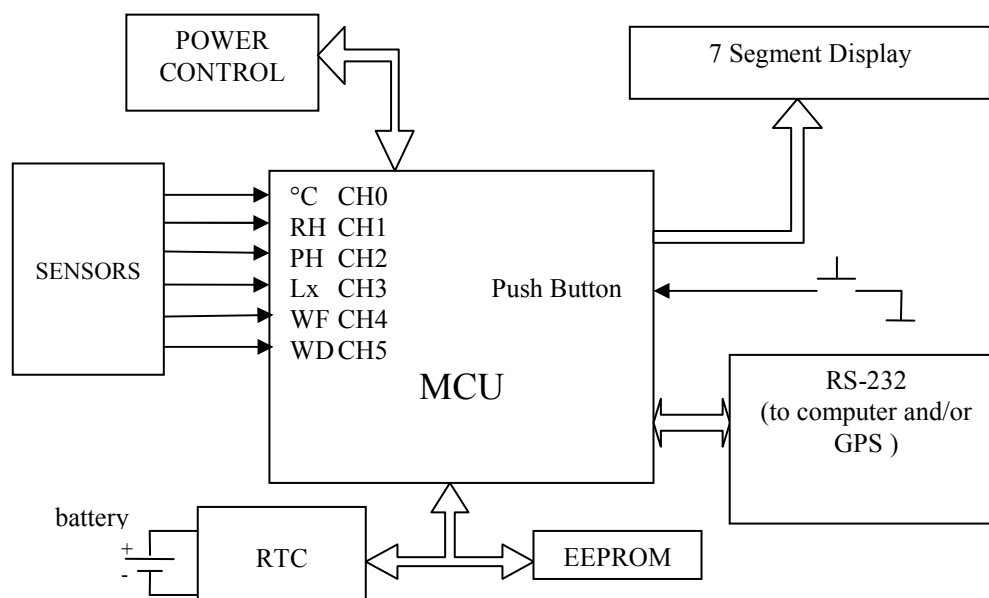 POWER
CONTROL
7 Segment Display
SENSORS
°C CH0
RH CH1
PH CH2
Lx CH3
WF CH4
WD CH5
Push Button
MCU
RS-232
(to computer and/or
GPS )
battery
+
-
RTC
EEPROM